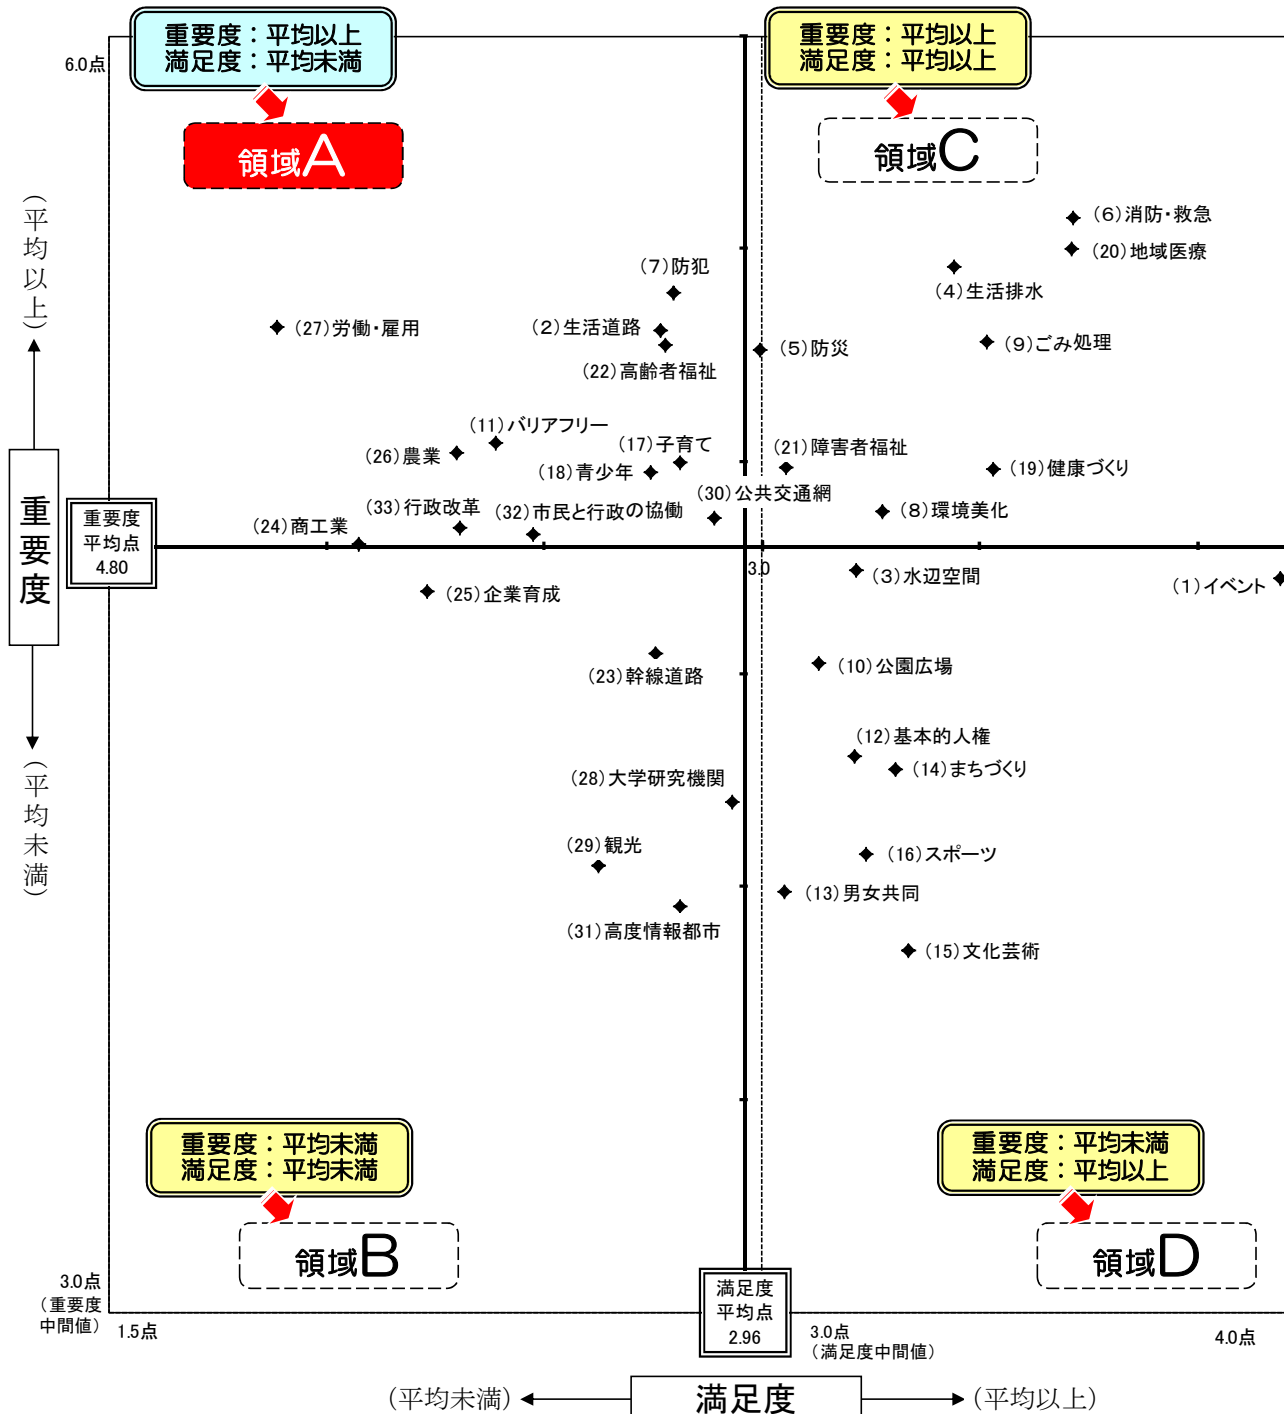 重要度：平均以上
満足度：平均未満
領域A
重要度：平均以上
満足度：平均以上
領域C
6.0点
（平均以上）
重要度
（平均未満）
重要度
平均点
4.80
(6)消防・救急
(20)地域医療
(4)生活排水
(7)防犯
(27)労働・雇用
(2)生活道路
(22)高齢者福祉
(5)防災
(9)ごみ処理
(11)バリアフリー
(26)農業
(17)子育て
(18)青少年
(21)障害者福祉
(19)健康づくり
(30)公共交通網
(33)行政改革
(32)市民と行政の協働
(8)環境美化
(24)商工業
3.0
(3)水辺空間
(1)イベント
(25)企業育成
(23)幹線道路
(10)公園広場
(12)基本的人権
(14)まちづくり
(28)大学研究機関
(29)観光
(16)スポーツ
(13)男女共同
(31)高度情報都市
(15)文化芸術
重要度：平均未満
満足度：平均未満
領域B
重要度：平均未満
満足度：平均以上
領域D
3.0点
（重要度
中間値）
1.5点
満足度
平均点
2.96
3.0点
（満足度中間値）
4.0点
（平均未満）
満足度
（平均以上）